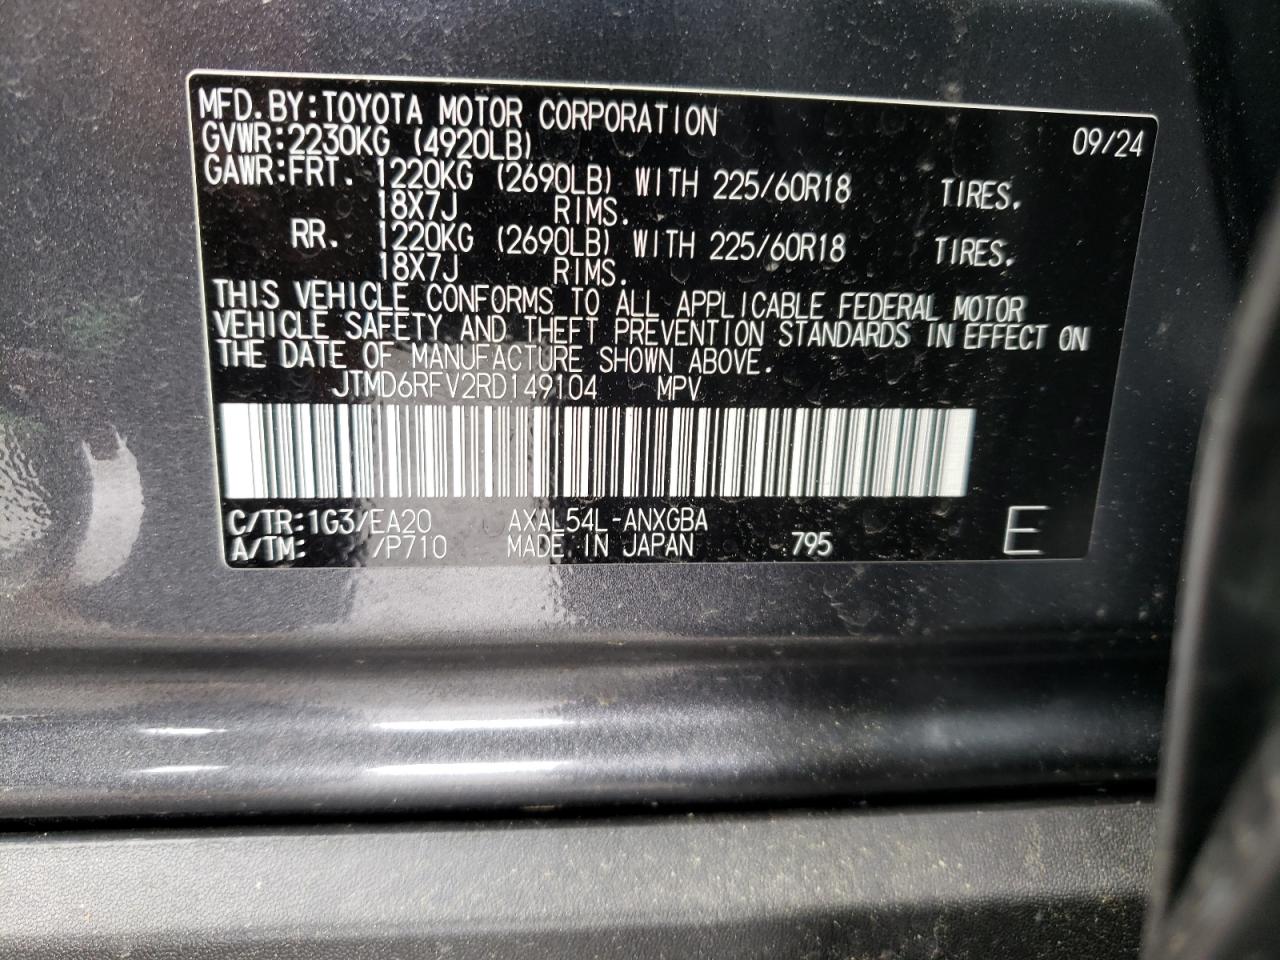 MFD.BY:TOYOTA MOTOR CORPORATION 09/24
GVWR:2230KG (4920LB)
GAWR:FRT. 1220KG (2690LB) WITH 225/60R18 TIRES.
18X7J RIMS.
RR. 1220KG (2690LB) WITH 225/60R18 TIRES.
18X7J RIMS.
THIS VEHICLE CONFORMS TO ALL APPLICABLE FEDERAL MOTOR
VEHICLE SAFETY AND THEFT PREVENTION STANDARDS IN EFFECT ON
THE DATE OF MANUFACTURE SHOWN ABOVE.
JTMD6RFV2RD149104 MPV
C/TR:1G3/EA20 AXAL54L-ANXGBA
A/TM: /P710 MADE IN JAPAN 795 E